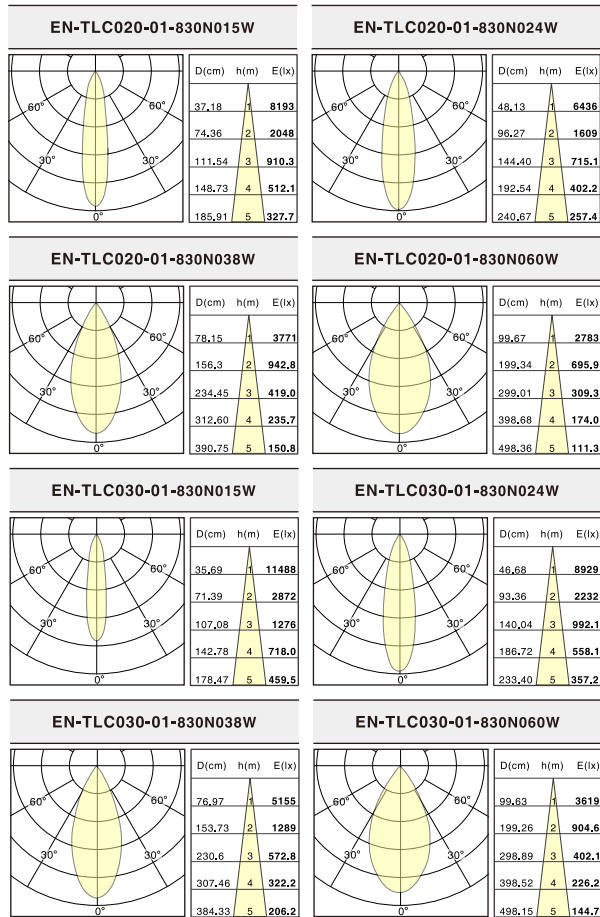 EN-TLC020-01-830N015W
60° 60°
30° 30°
0°
D(cm) h(m) E(lx)
37.18 1 8193
74.36 2 2048
111.54 3 910.3
148.73 4 512.1
185.91 5 327.7
EN-TLC020-01-830N024W
60° 60°
30° 30°
0°
D(cm) h(m) E(lx)
48.13 1 6436
96.27 2 1609
144.40 3 715.1
192.54 4 402.2
240.67 5 257.4
EN-TLC020-01-830N038W
60° 60°
30° 30°
0°
D(cm) h(m) E(lx)
78.15 1 3771
156.3 2 942.8
234.45 3 419.0
312.60 4 235.7
390.75 5 150.8
EN-TLC020-01-830N060W
60° 60°
30° 30°
0°
D(cm) h(m) E(lx)
99.67 1 2783
199.34 2 695.9
299.01 3 309.3
398.68 4 174.0
498.36 5 111.3
EN-TLC030-01-830N015W
60° 60°
30° 30°
0°
D(cm) h(m) E(lx)
35.69 1 11488
71.39 2 2872
107.08 3 1276
142.78 4 718.0
178.47 5 459.5
EN-TLC030-01-830N024W
60° 60°
30° 30°
0°
D(cm) h(m) E(lx)
46.68 1 8929
93.36 2 2232
140.04 3 992.1
186.72 4 558.1
233.40 5 357.2
EN-TLC030-01-830N038W
60° 60°
30° 30°
0°
D(cm) h(m) E(lx)
76.97 1 5155
153.73 2 1289
230.6 3 572.8
307.46 4 322.2
384.33 5 206.2
EN-TLC030-01-830N060W
60° 60°
30° 30°
0°
D(cm) h(m) E(lx)
99.63 1 3619
199.26 2 904.6
298.89 3 402.1
398.52 4 226.2
498.15 5 144.7